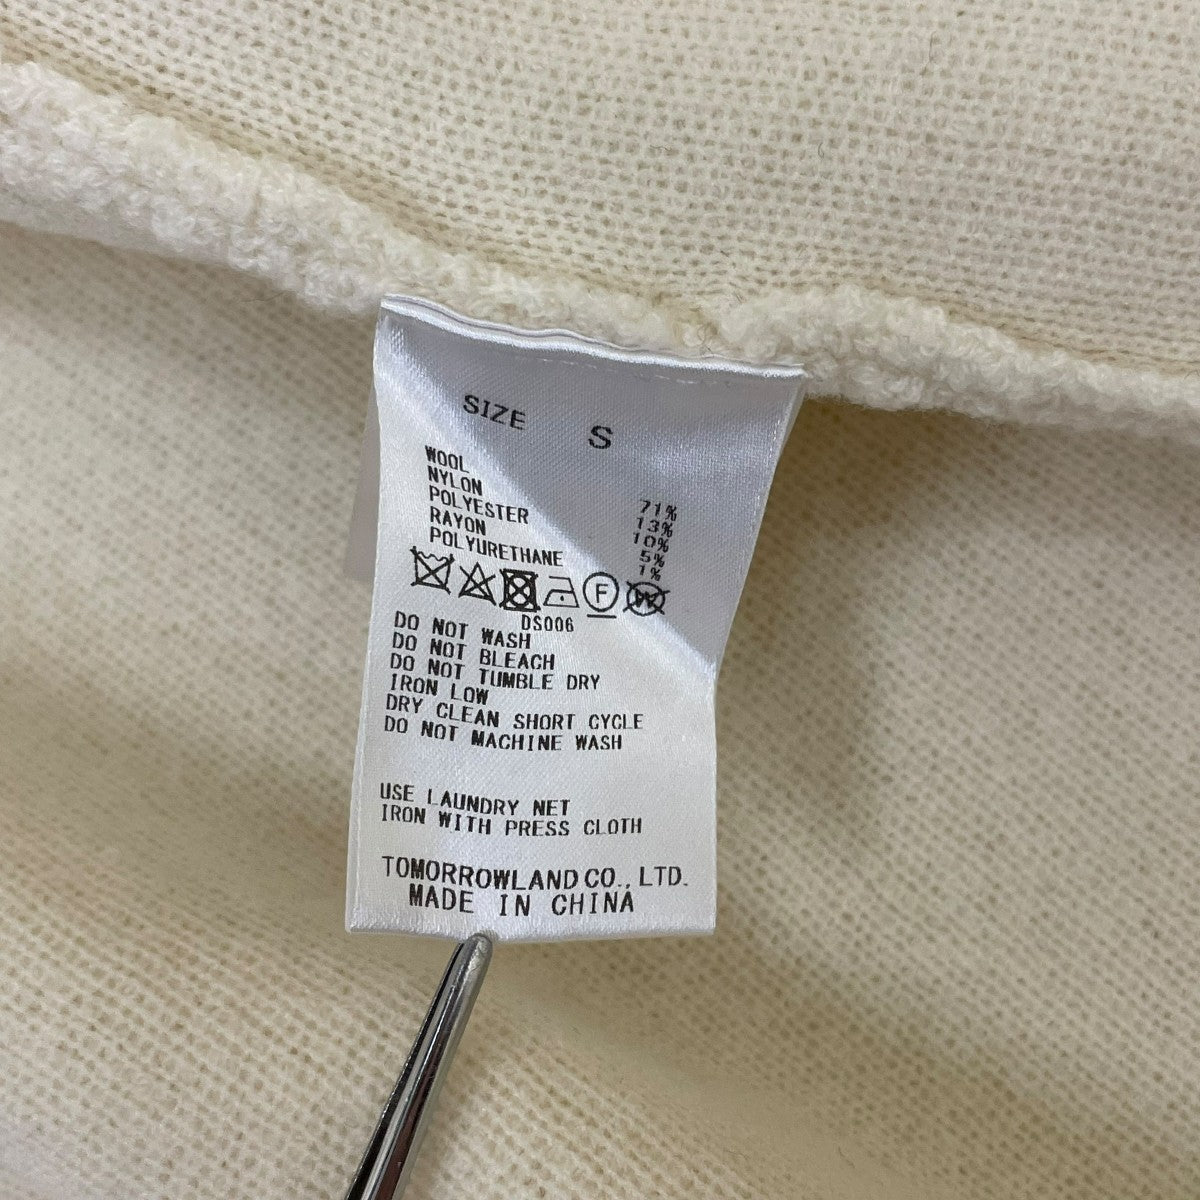 SIZE S
WOOL 71%
NYLON 13%
POLYESTER 10%
RAYON 5%
POLYURETHANE 1%
F W
DS006
DO NOT WASH
DO NOT BLEACH
DO NOT TUMBLE DRY
IRON LOW
DRY CLEAN SHORT CYCLE
DO NOT MACHINE WASH
USE LAUNDRY NET
IRON WITH PRESS CLOTH
TOMORROWLAND CO., LTD.
MADE IN CHINA